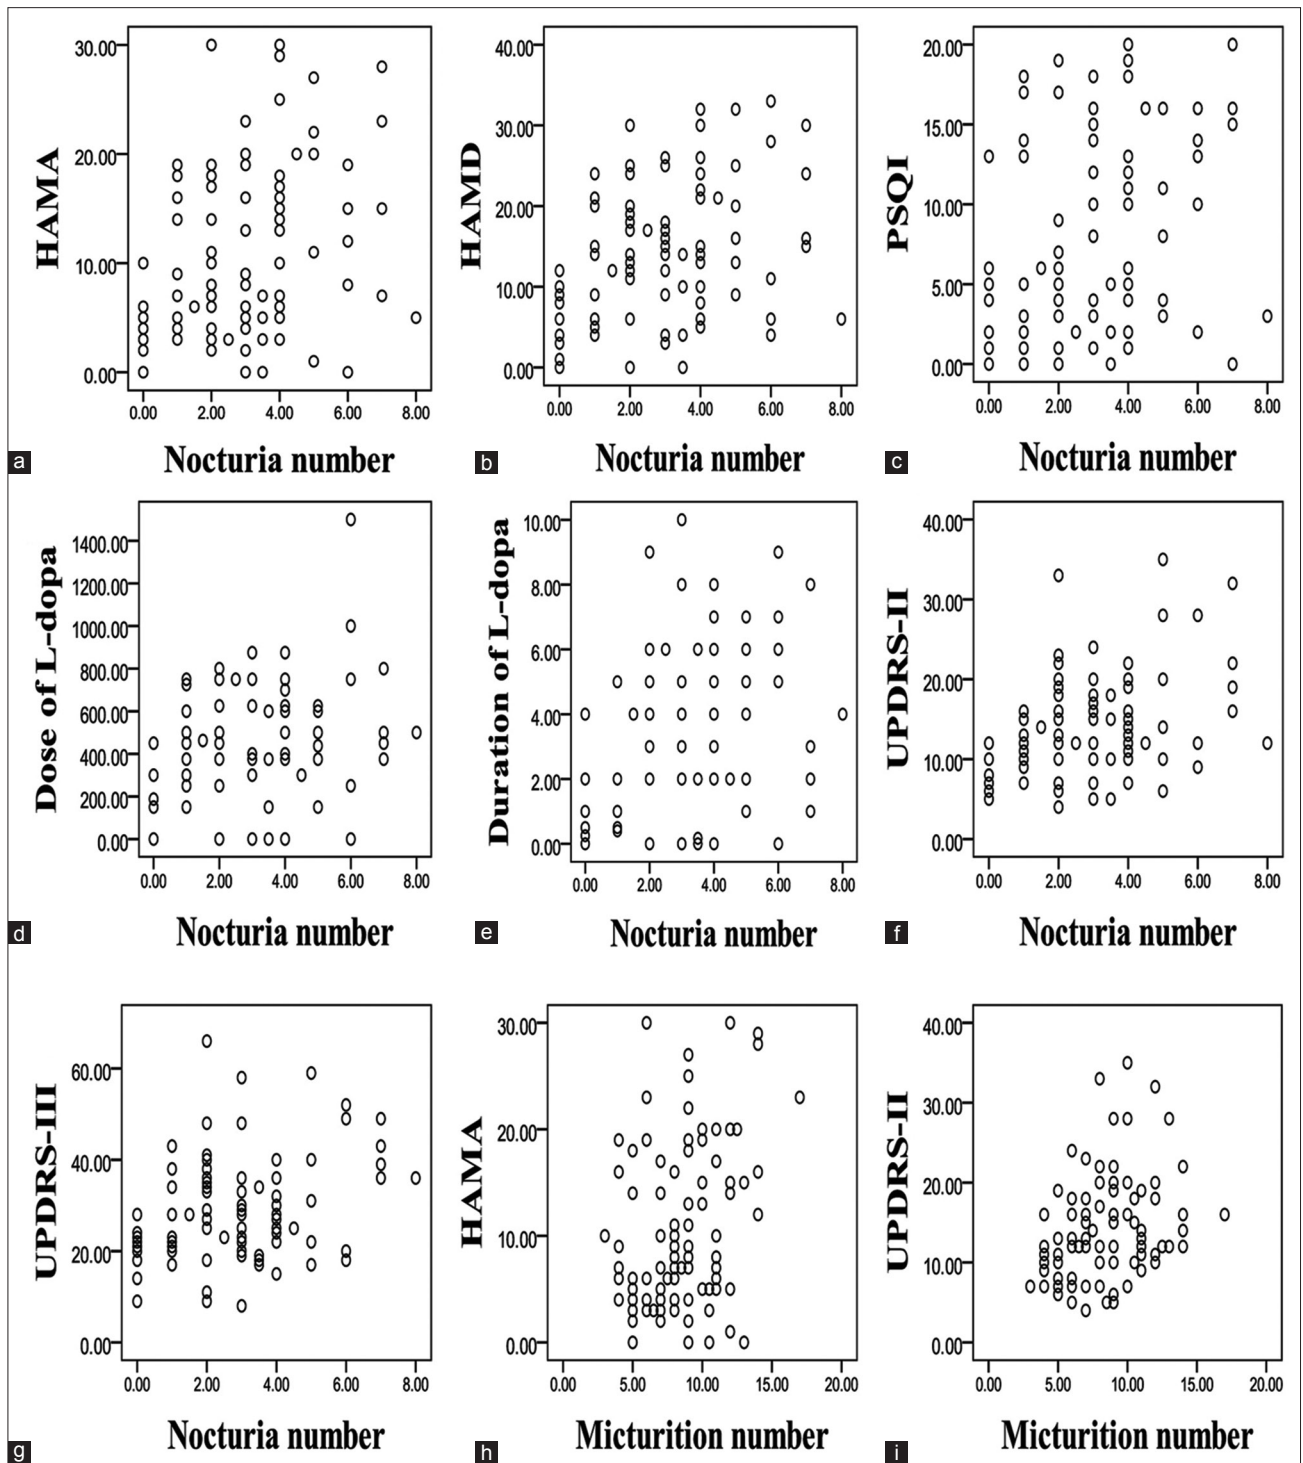 30.00
20.00
10.00
0.00
HAMA
0.00 2.00 4.00 6.00 8.00
Nocturia number
a
40.00
30.00
20.00
10.00
0.00
HAMD
0.00 2.00 4.00 6.00 8.00
Nocturia number
b
20.00
15.00
10.00
5.00
0.00
PSQI
0.00 2.00 4.00 6.00 8.00
Nocturia number
c
1400.00
1200.00
1000.00
800.00
600.00
400.00
200.00
0.00
Dose of L-dopa
0.00 2.00 4.00 6.00 8.00
Nocturia number
d
10.00
8.00
6.00
4.00
2.00
0.00
Duration of L-dopa
0.00 2.00 4.00 6.00 8.00
Nocturia number
e
40.00
30.00
20.00
10.00
0.00
UPDRS-II
0.00 2.00 4.00 6.00 8.00
Nocturia number
f
60.00
40.00
20.00
0.00
UPDRS-III
0.00 2.00 4.00 6.00 8.00
Nocturia number
g
30.00
20.00
10.00
0.00
HAMA
0.00 5.00 10.00 15.00 20.00
Micturition number
h
40.00
30.00
20.00
10.00
0.00
UPDRS-II
0.00 5.00 10.00 15.00 20.00
Micturition number
i